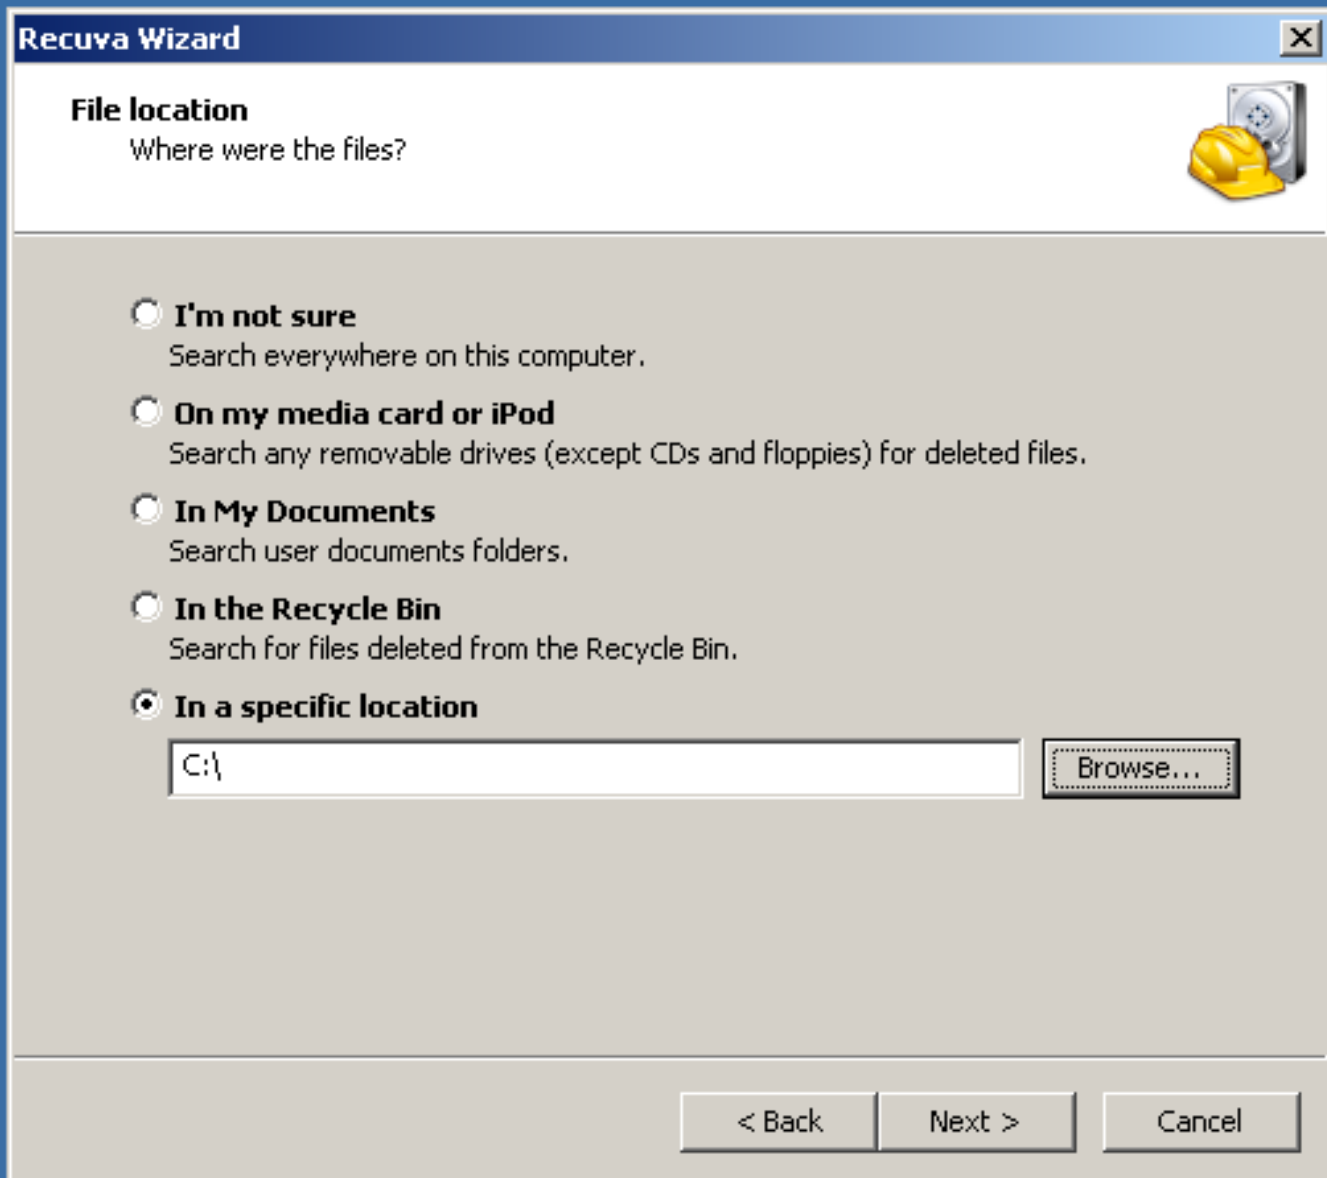 Recuva Wizard
File location
Where were the files?
I'm not sure
Search everywhere on this computer.
On my media card or iPod
Search any removable drives (except CDs and floppies) for deleted files.
In My Documents
Search user documents folders.
In the Recycle Bin
Search for files deleted from the Recycle Bin.
In a specific location
C:\ Browse...
< Back Next > Cancel